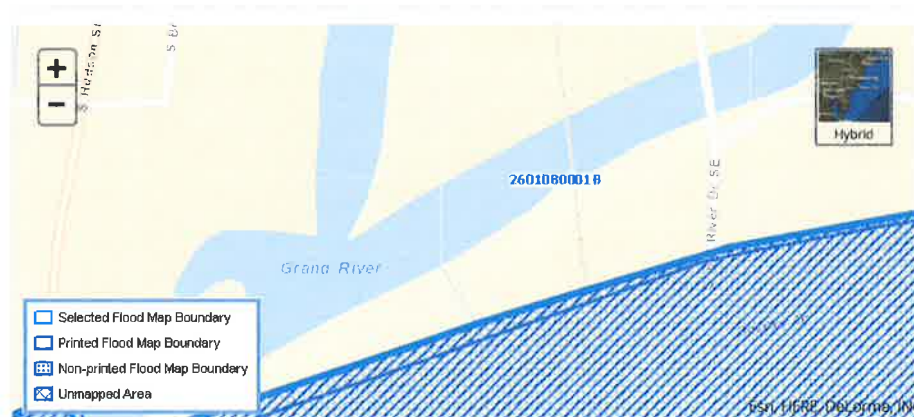 +
−
S Hudson St
S Br
Hybrid
2601080001B
River Dr SE
Grand River
Selected Flood Map Boundary
Printed Flood Map Boundary
Non-printed Flood Map Boundary
Unmapped Area
Esri, HERE, DeLorme, IN